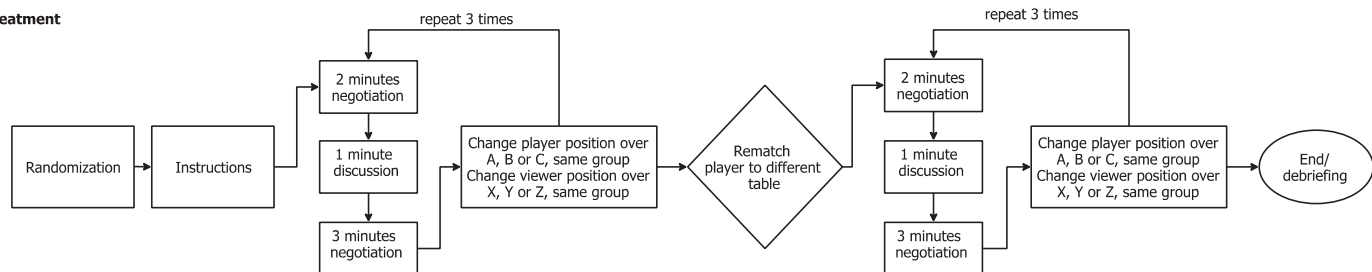 eatment
repeat 3 times
repeat 3 times
Randomization
Instructions
2 minutes
negotiation
1 minute
discussion
3 minutes
negotiation
Change player position over
A, B or C, same group
Change viewer position over
X, Y or Z, same group
Rematch
player to different
table
2 minutes
negotiation
1 minute
discussion
3 minutes
negotiation
Change player position over
A, B or C, same group
Change viewer position over
X, Y or Z, same group
End/
debriefing